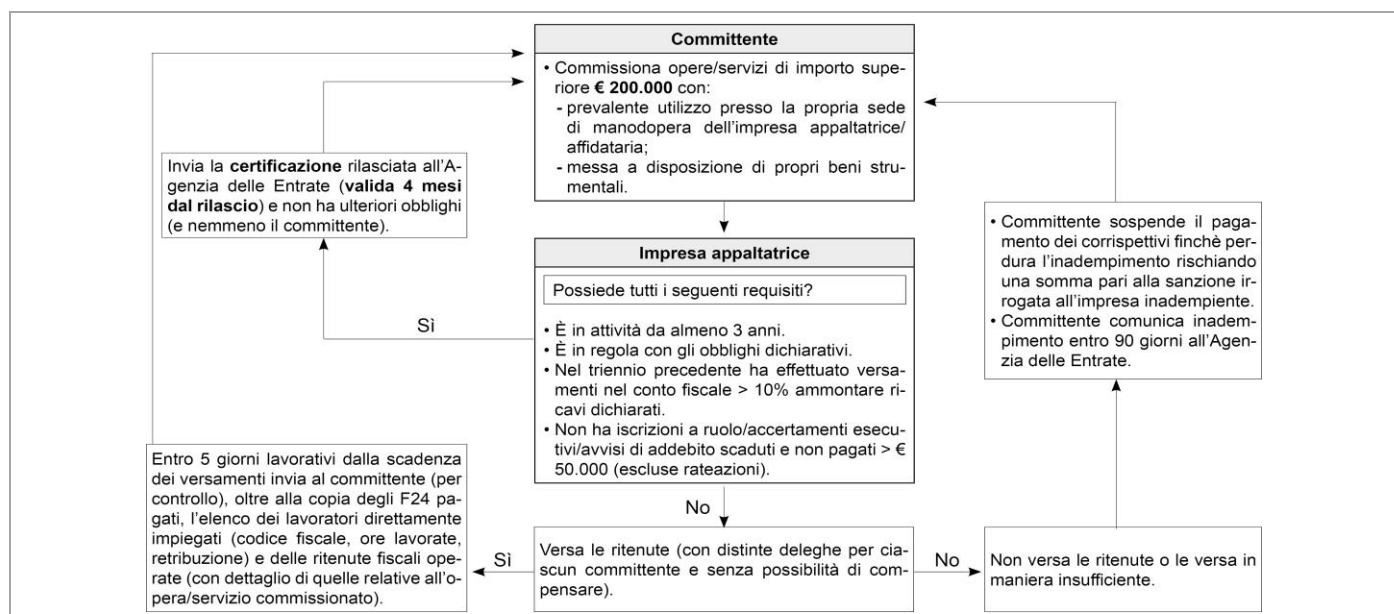 Committente
• Commissiona opere/servizi di importo supe-
riore € 200.000 con:
- prevalente utilizzo presso la propria sede
di manodopera dell'impresa appaltatrice/
affidataria;
- messa a disposizione di propri beni stru-
mentali.
Invia la certificazione rilasciata all'A-
genzia delle Entrate (valida 4 mesi
dal rilascio) e non ha ulteriori obblighi
(e nemmeno il committente).
• Committente sospende il paga-
mento dei corrispettivi finchè per-
dura l'inadempimento rischiando
una somma pari alla sanzione ir-
rogata all'impresa inadempiente.
• Committente comunica inadem-
pimento entro 90 giorni all'Agen-
zia delle Entrate.
Impresa appaltatrice
Possiede tutti i seguenti requisiti?
Sì
• È in attività da almeno 3 anni.
• È in regola con gli obblighi dichiarativi.
• Nel triennio precedente ha effettuato versa-
menti nel conto fiscale > 10% ammontare ri-
cavi dichiarati.
• Non ha iscrizioni a ruolo/accertamenti esecu-
tivi/avvisi di addebito scaduti e non pagati > €
50.000 (escluse rateazioni).
Entro 5 giorni lavorativi dalla scadenza
dei versamenti invia al committente (per
controllo), oltre alla copia degli F24 pa-
gati, l'elenco dei lavoratori direttamente
impiegati (codice fiscale, ore lavorate,
retribuzione) e delle ritenute fiscali ope-
rate (con dettaglio di quelle relative all'o-
pera/servizio commissionato).
No
Sì
Versa le ritenute (con distinte deleghe per cia-
scun committente e senza possibilità di com-
pensare).
No
Non versa le ritenute o le versa in
maniera insufficiente.